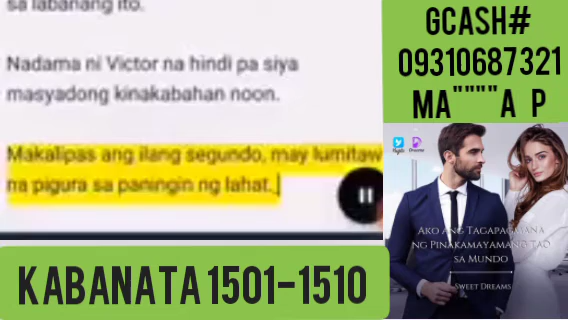 sa labanang ito.
Nadama ni Victor na hindi pa siya
masyadong kinakabahan noon.
Makalipas ang ilang segundo, may lumitaw
na pigura sa paningin ng lahat.
KABANATA 1501-1510
GCASH#
09310687321
MA""""A P
AKO ANG TAGAPAGMANA
NG PINAKAMAYAMANG TAO
SA MUNDO
SWEET DREAMS